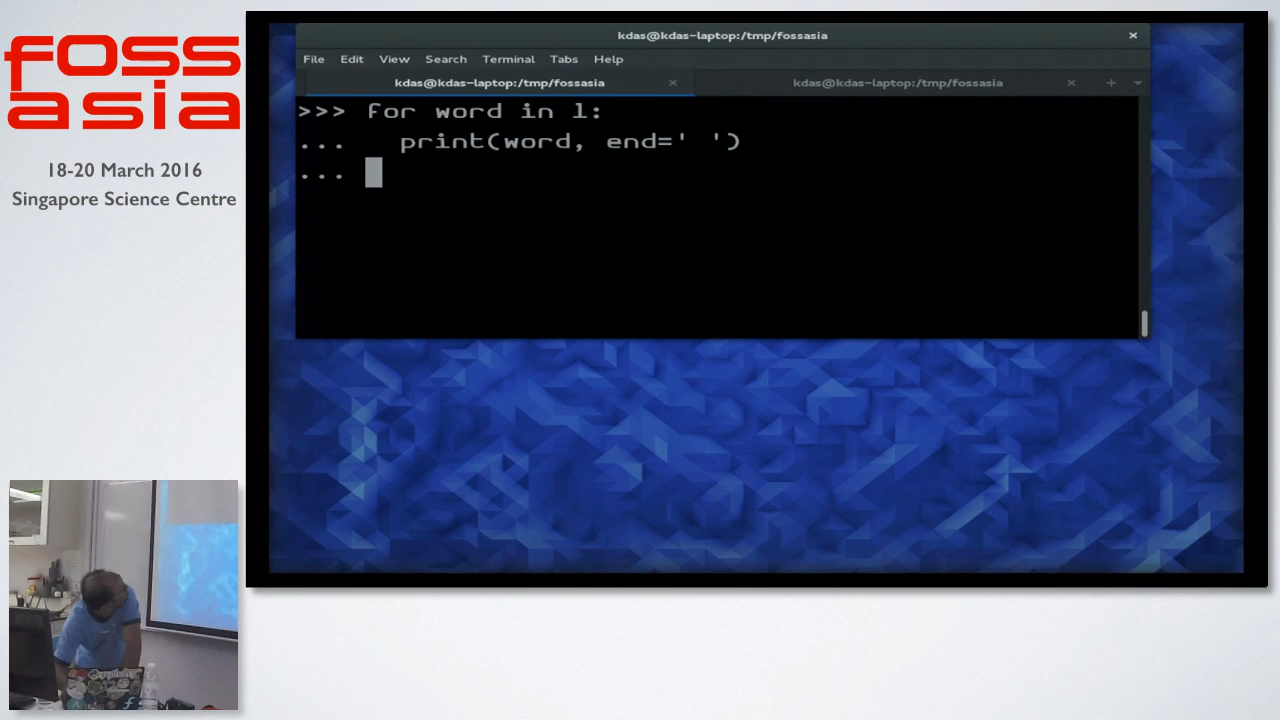 foss
asia
18-20 March 2016
Singapore Science Centre
kdas@kdas-laptop:/tmp/fossasia
File Edit View Search Terminal Tabs Help
kdas@kdas-laptop:/tmp/fossasia kdas@kdas-laptop:/tmp/fossasia
>>> for word in l:
... print(word, end=' ')
...